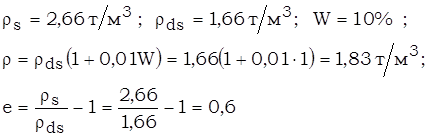 ρs = 2,66 т/м³ ; ρds = 1,66 т/м³; W = 10% ;
ρ = ρds(1 + 0,01W) = 1,66(1 + 0,01 · 1) = 1,83 т/м³;
e = ρs/ρds − 1 = 2,66/1,66 − 1 = 0,6